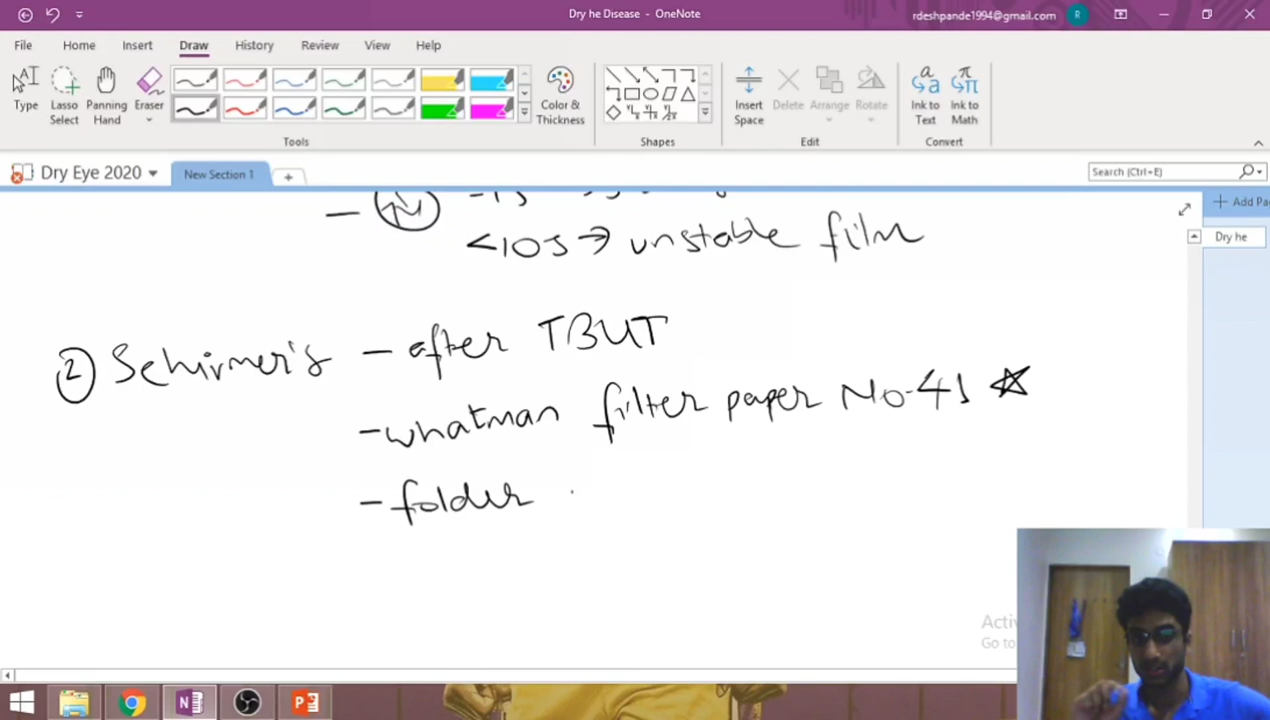 Dry he Disease - OneNote
rdeshpande1994@gmail.com
R
File Home Insert Draw History Review View Help
Type
Lasso Select
Panning Hand
Eraser
Color & Thickness
Insert Space
Delete
Arrange
Rotate
Ink to Text
Ink to Math
Tools
Shapes
Edit
Convert
Dry Eye 2020
New Section 1
Search (Ctrl+E)
Add Pa
Dry he
<10s → unstable film
② Schirmer's - after TBUT
- whatman filter paper No-41 ☆
- folder
Activ
Go to